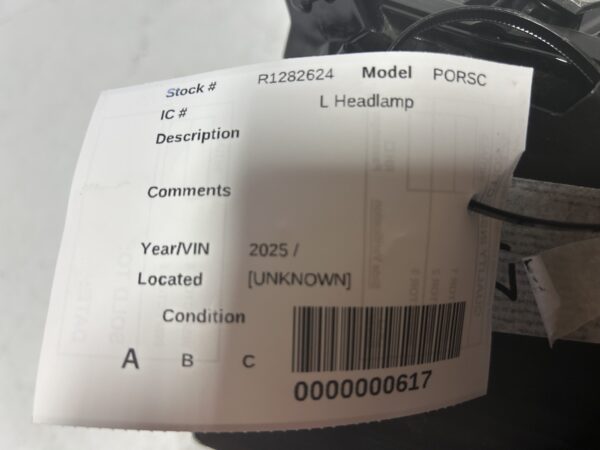 Stock # R1282624 Model PORSC
IC # L Headlamp
Description
Comments
Year/VIN 2025 /
Located [UNKNOWN]
Condition
A B C
0000000617